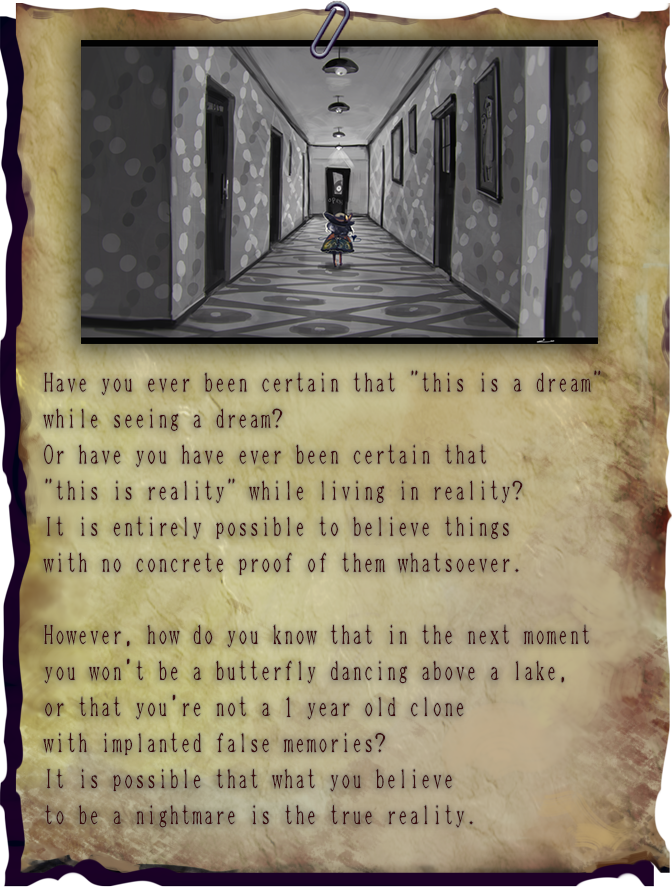 Have you ever been certain that "this is a dream"
while seeing a dream?
Or have you have ever been certain that
"this is reality" while living in reality?
It is entirely possible to believe things
with no concrete proof of them whatsoever.
However, how do you know that in the next moment
you won't be a butterfly dancing above a lake,
or that you're not a 1 year old clone
with implanted false memories?
It is possible that what you believe
to be a nightmare is the true reality.